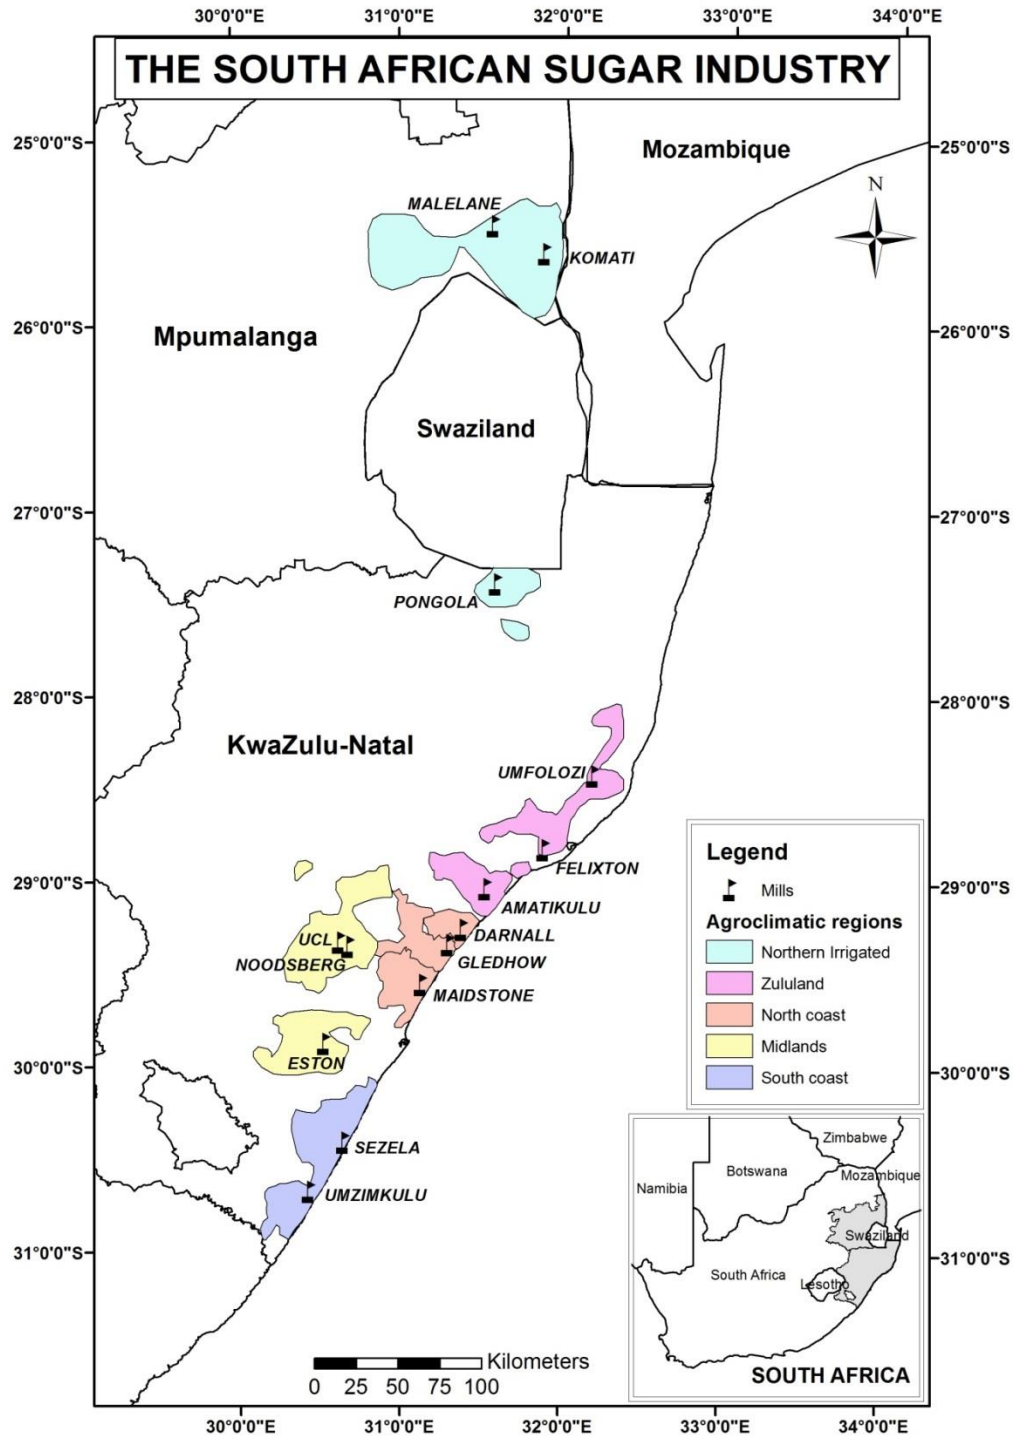 30°0'0"E 31°0'0"E 32°0'0"E 33°0'0"E 34°0'0"E
THE SOUTH AFRICAN SUGAR INDUSTRY
25°0'0"S
25°0'0"S
Mozambique
N
MALELANE
KOMATI
26°0'0"S
26°0'0"S
Mpumalanga
Swaziland
27°0'0"S
27°0'0"S
PONGOLA
28°0'0"S
28°0'0"S
KwaZulu-Natal
UMFOLOZI
FELIXTON
29°0'0"S
29°0'0"S
AMATIKULU
DARNALL
UCL
NOODSBERG
GLEDHOW
MAIDSTONE
ESTON
30°0'0"S
30°0'0"S
SEZELA
UMZIMKULU
31°0'0"S
31°0'0"S
Legend
Mills
Agroclimatic regions
Northern Irrigated
Zululand
North coast
Midlands
South coast
Zimbabwe
Botswana
Mozambique
Namibia
Swaziland
South Africa
Lesotho
SOUTH AFRICA
Kilometers
0 25 50 75 100
30°0'0"E 31°0'0"E 32°0'0"E 33°0'0"E 34°0'0"E